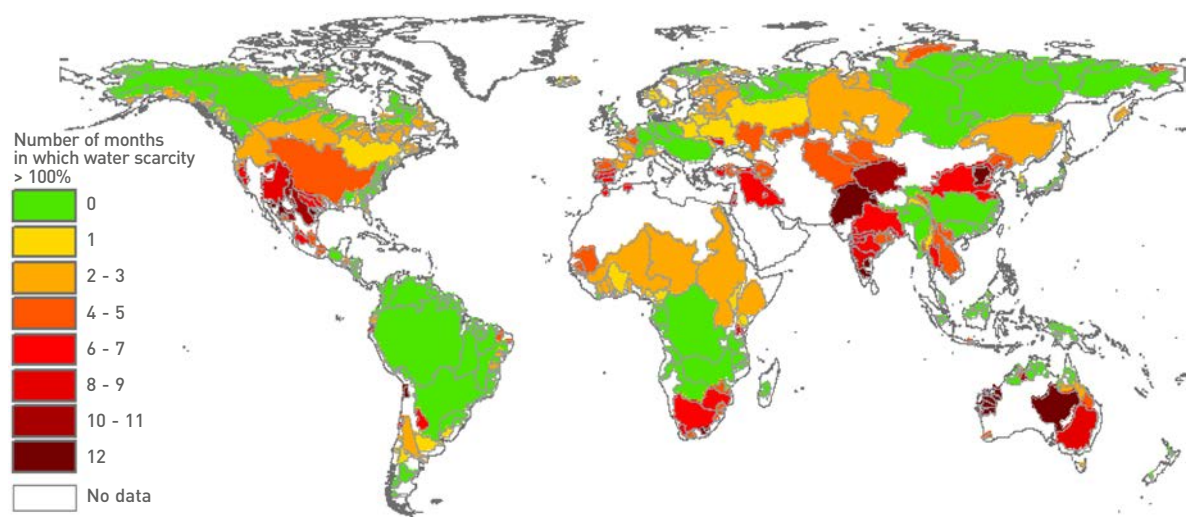 Number of months
in which water scarcity
> 100%
0
1
2 - 3
4 - 5
6 - 7
8 - 9
10 - 11
12
No data